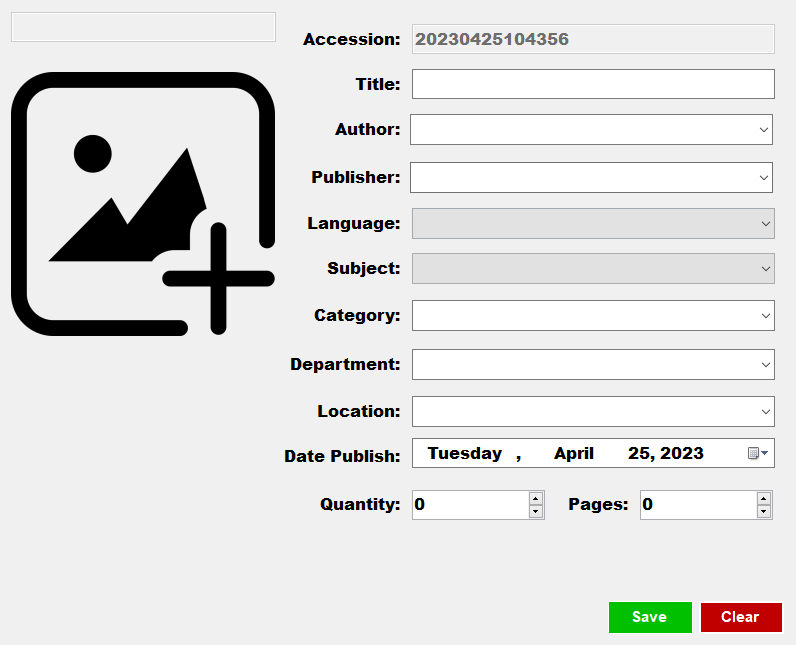 Accession: 20230425104356
Title:
Author:
Publisher:
Language:
Subject:
Category:
Department:
Location:
Date Publish: Tuesday , April 25, 2023
Quantity: 0 Pages: 0
Save Clear